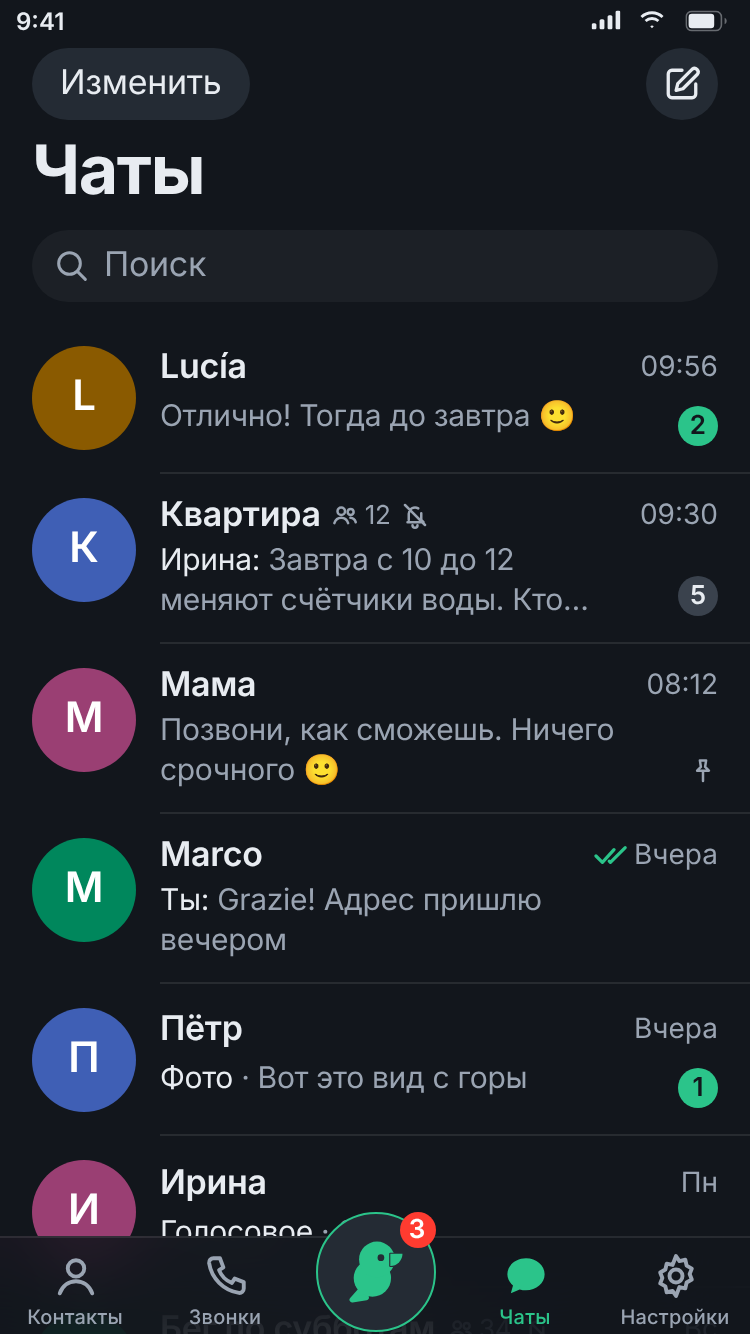 9:41
Изменить
Чаты
Поиск
L
Lucía
09:56
Отлично! Тогда до завтра 🙂
2
К
Квартира 12
09:30
Ирина: Завтра с 10 до 12
меняют счётчики воды. Кто...
5
М
Мама
08:12
Позвони, как сможешь. Ничего
срочного 🙂
M
Marco
Вчера
Ты: Grazie! Адрес пришлю
вечером
П
Пётр
Вчера
Фото · Вот это вид с горы
1
И
Ирина
Пн
Голосовое ·
3
Контакты
Звонки
Чаты
Настройки